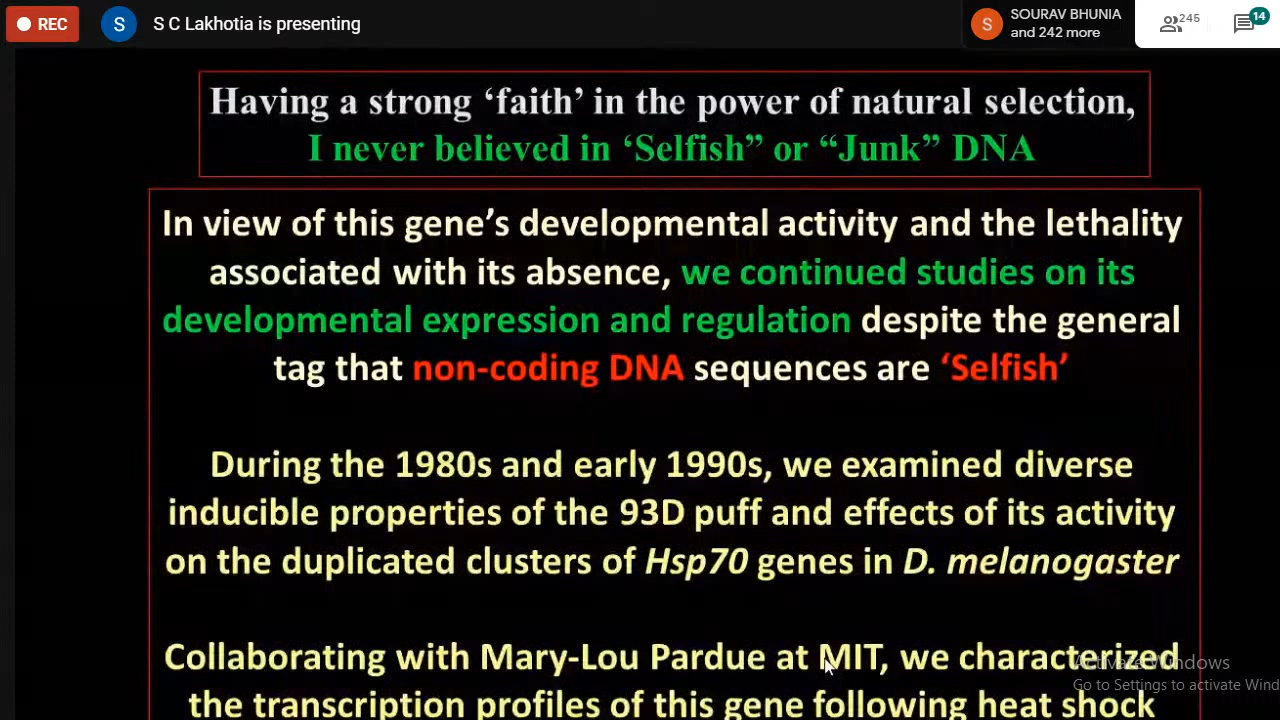 REC
S
S C Lakhotia is presenting
S
SOURAV BHUNIA
and 242 more
245
14
Having a strong ‘faith’ in the power of natural selection,
I never believed in ‘Selfish” or “Junk” DNA
In view of this gene’s developmental activity and the lethality
associated with its absence, we continued studies on its
developmental expression and regulation despite the general
tag that non-coding DNA sequences are ‘Selfish’
During the 1980s and early 1990s, we examined diverse
inducible properties of the 93D puff and effects of its activity
on the duplicated clusters of Hsp70 genes in D. melanogaster
Collaborating with Mary-Lou Pardue at MIT, we characterized
the transcription profiles of this gene following heat shock
Activate Windows
Go to Settings to activate Wind